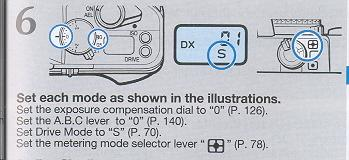 6
ON
AEL
ISO
DRIVE
DX
0.1
S
Set each mode as shown in the illustrations.
Set the exposure compensation dial to "0" (P. 126).
Set the A.B.C lever to "0" (P. 140).
Set Drive Mode to "S" (P. 70).
Set the metering mode selector lever " " (P. 78).